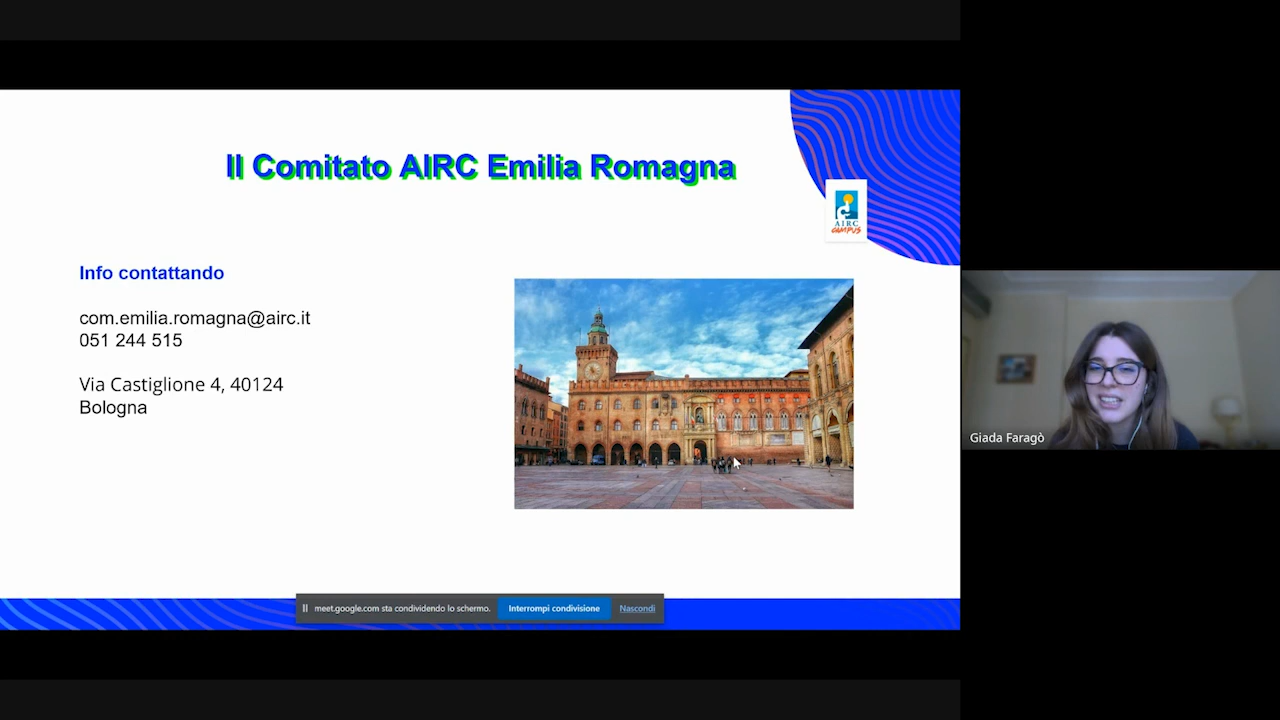 Il Comitato AIRC Emilia Romagna
AIRC
CAMPUS
Info contattando
com.emilia.romagna@airc.it
051 244 515
Via Castiglione 4, 40124
Bologna
Giada Faragò
meet.google.com sta condividendo lo schermo.
Interrompi condivisione
Nascondi